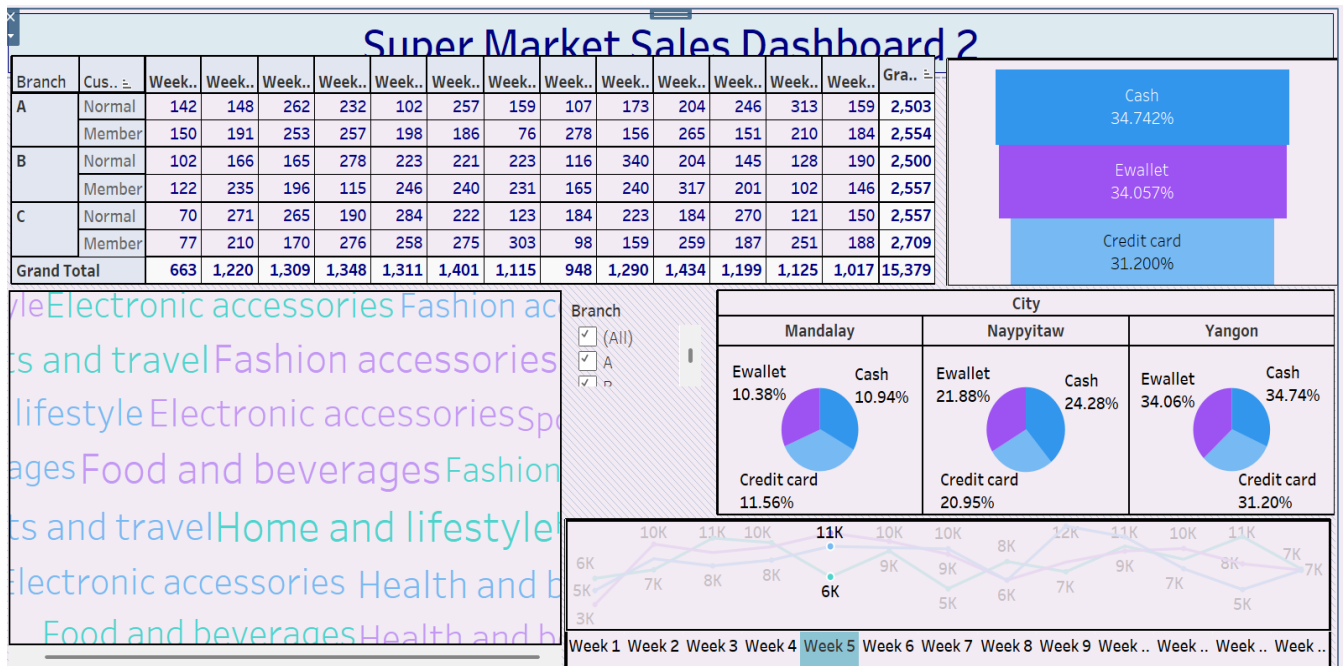 Super Market Sales Dashboard 2
Branch Cus.. Week.. Week.. Week.. Week.. Week.. Week.. Week.. Week.. Week.. Week.. Week.. Week.. Week.. Gra..
A Normal 142 148 262 232 102 257 159 107 173 204 246 313 159 2,503
Member 150 191 253 257 198 186 76 278 156 265 151 210 184 2,554
B Normal 102 166 165 278 223 221 223 116 340 204 145 128 190 2,500
Member 122 235 196 115 246 240 231 165 240 317 201 102 146 2,557
C Normal 70 271 265 190 284 222 123 184 223 184 270 121 150 2,557
Member 77 210 170 276 258 275 303 98 159 259 187 251 188 2,709
Grand Total 663 1,220 1,309 1,348 1,311 1,401 1,115 948 1,290 1,434 1,199 1,125 1,017 15,379
Cash
34.742%
Ewallet
34.057%
Credit card
31.200%
yleElectronic accessories Fashion ac
ts and travel Fashion accessories
lifestyle Electronic accessories Spo
ages Food and beverages Fashion
ts and travel Home and lifestyle
Electronic accessories Health and b
Food and beverages Health and b
Branch
(All)
A
B
City
Mandalay Naypyitaw Yangon
Ewallet
10.38%
Cash
10.94%
Credit card
11.56%
Ewallet
21.88%
Cash
24.28%
Credit card
20.95%
Ewallet
34.06%
Cash
34.74%
Credit card
31.20%
10K 11K 10K 11K 10K 10K 8K 12K 11K 10K 11K 7K
6K 9K 9K 8K 7K
5K 7K 8K 8K 6K 9K 7K
3K 5K 6K 5K
Week 1 Week 2 Week 3 Week 4 Week 5 Week 6 Week 7 Week 8 Week 9 Week .. Week .. Week .. Week ..